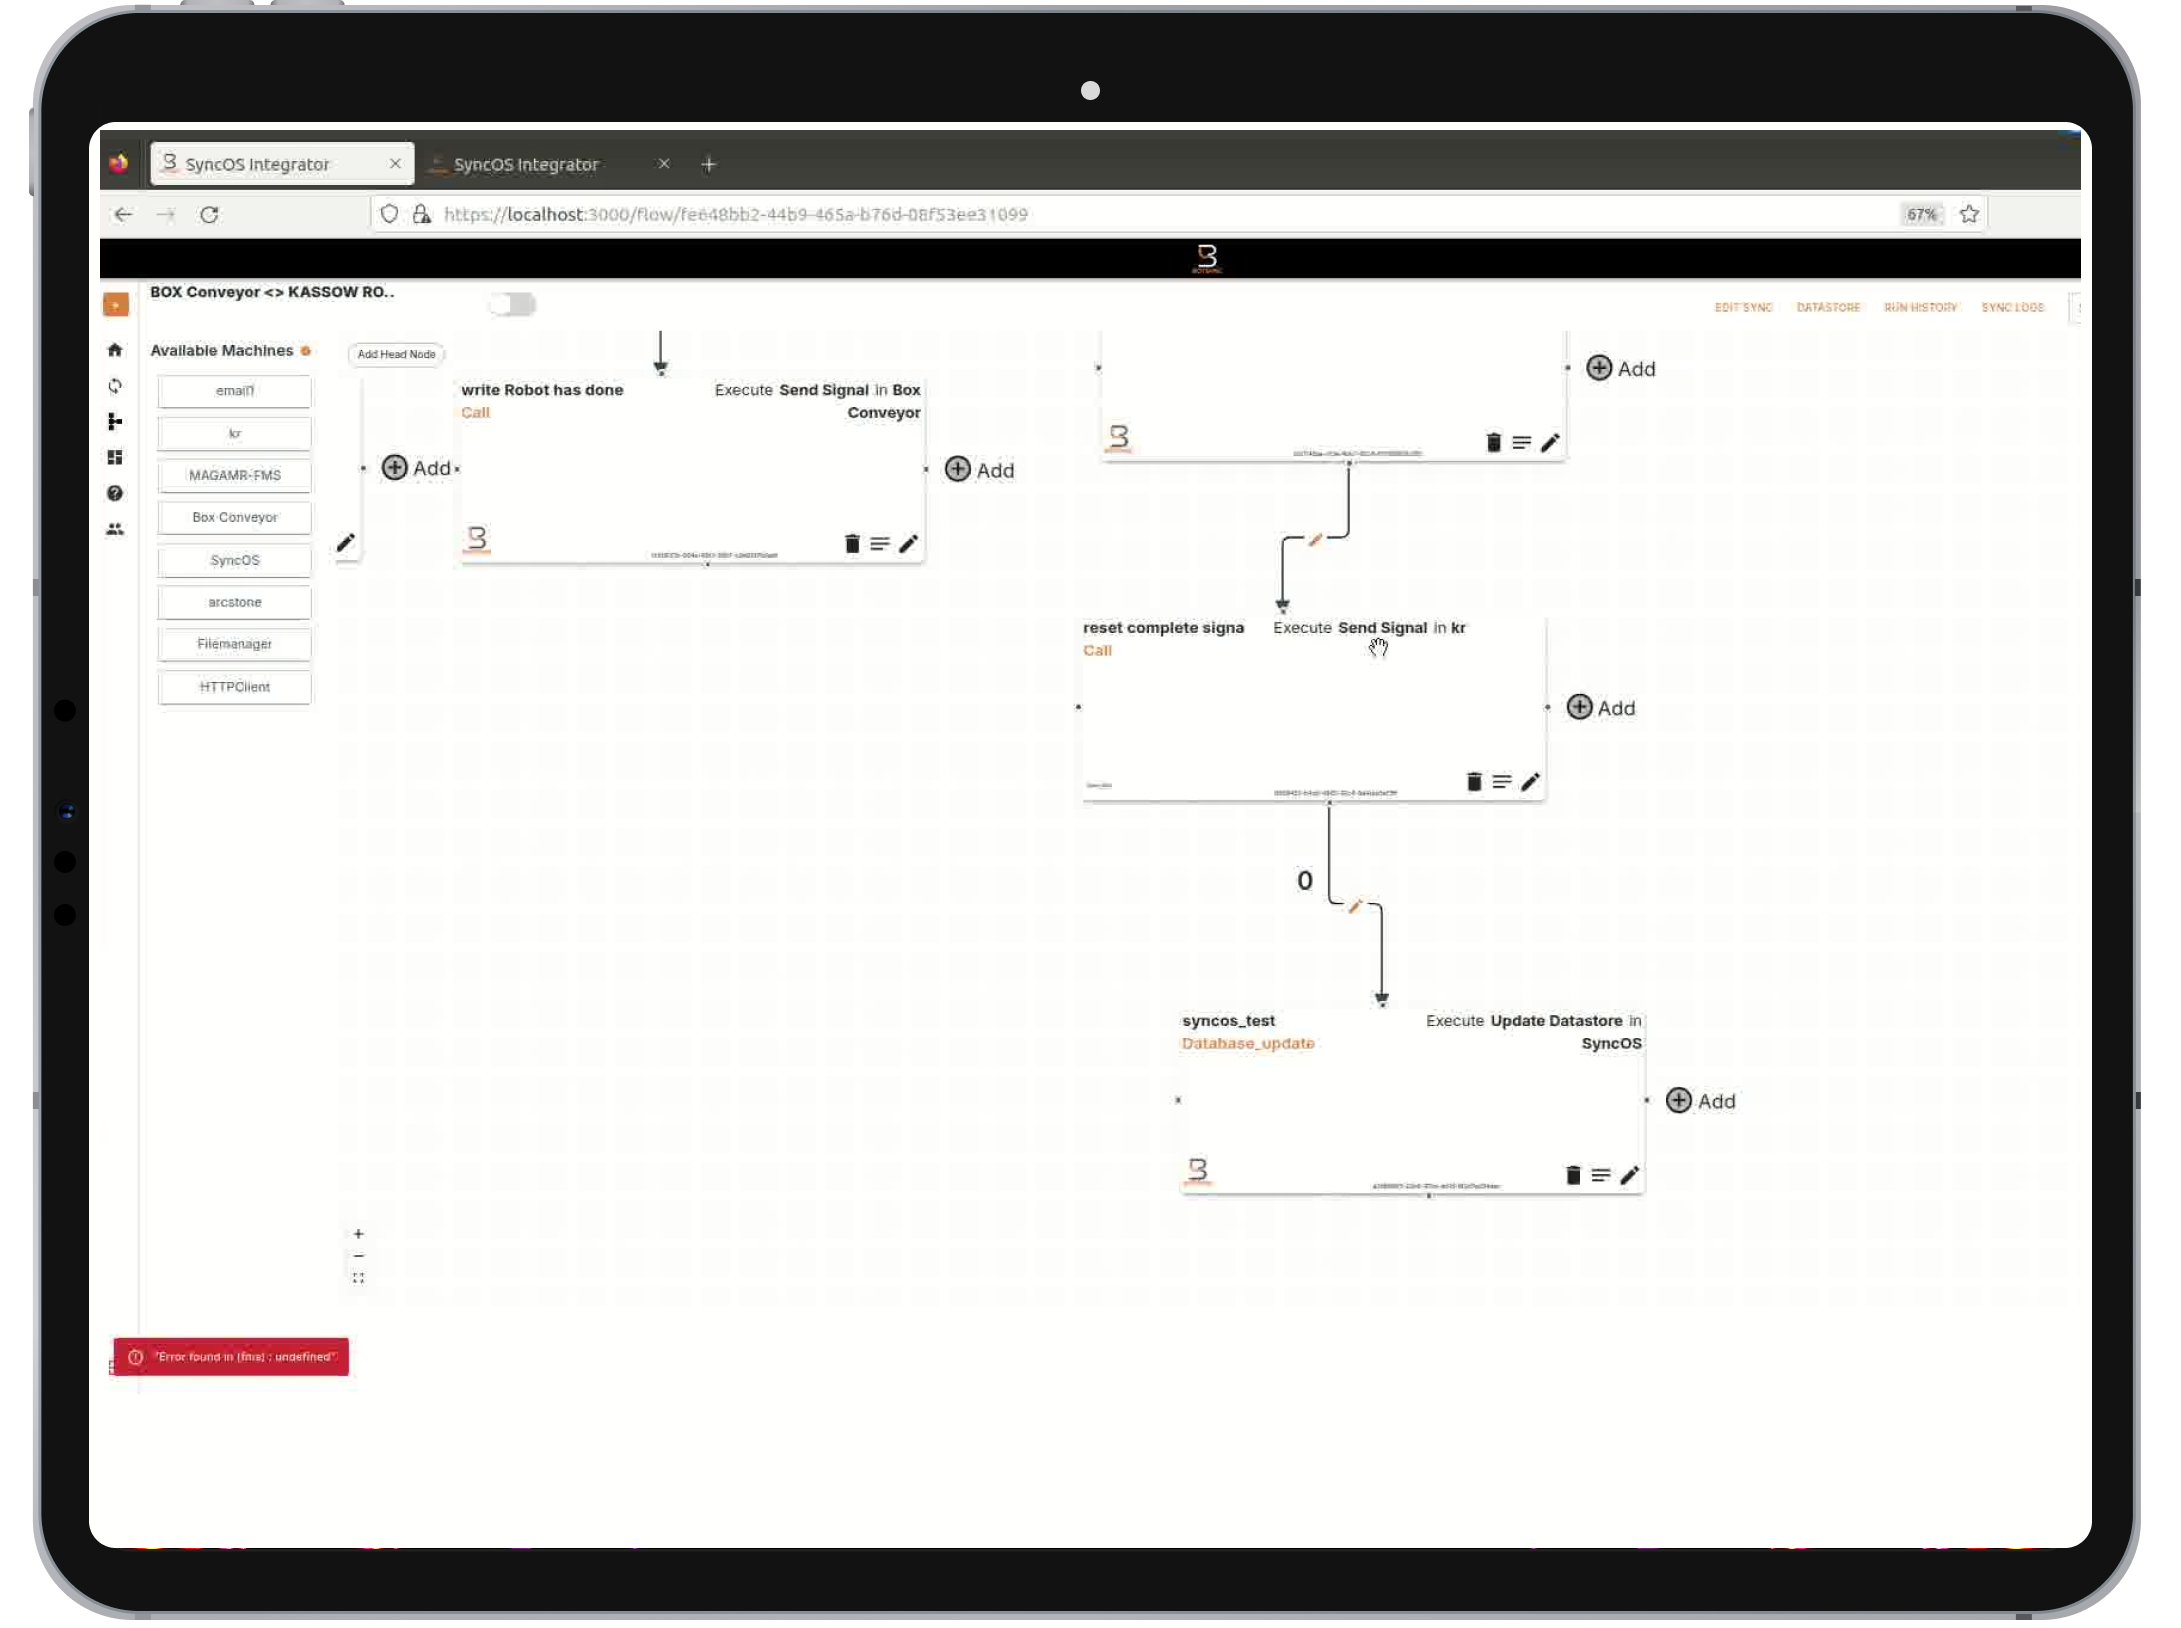 SyncOS Integrator
SyncOS Integrator
https://localhost:3000/flow/fee48bb2-44b9-465a-b76d-08f53ee31099
67%
BOX Conveyor <> KASSOW RO..
EDIT SYNC
DATASTORE
RUN HISTORY
SYNC LOGS
Available Machines
Add Head Node
email1
kr
MAGAMR-FMS
Box Conveyor
SyncOS
arcstone
Filemanager
HTTPClient
write Robot has done
Call
Execute Send Signal in Box
Conveyor
Add
Add
Add
reset complete signa
Call
Execute Send Signal in kr
Add
0
syncos_test
Database_update
Execute Update Datastore in
SyncOS
Add
"Error found in [fms] : undefined"